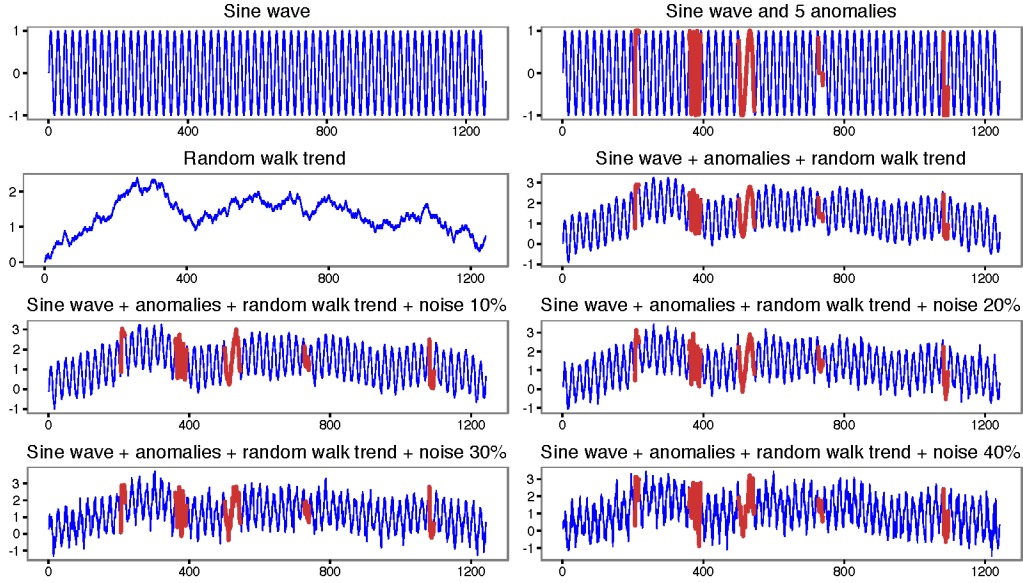 Sine wave
1
0
-1
0 400 800 1200
Sine wave and 5 anomalies
1
0
-1
0 400 800 1200
Random walk trend
2
1
0
0 400 800 1200
Sine wave + anomalies + random walk trend
3
2
1
0
-1
0 400 800 1200
Sine wave + anomalies + random walk trend + noise 10%
3
2
1
0
-1
0 400 800 1200
Sine wave + anomalies + random walk trend + noise 20%
3
2
1
0
-1
0 400 800 1200
Sine wave + anomalies + random walk trend + noise 30%
3
2
1
0
-1
0 400 800 1200
Sine wave + anomalies + random walk trend + noise 40%
3
2
1
0
-1
0 400 800 1200